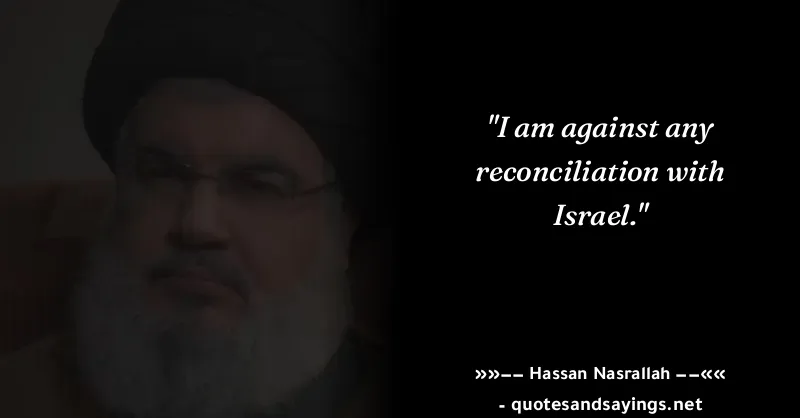 "I am against any
reconciliation with
Israel."
»»–– Hassan Nasrallah ––««
- quotesandsayings.net